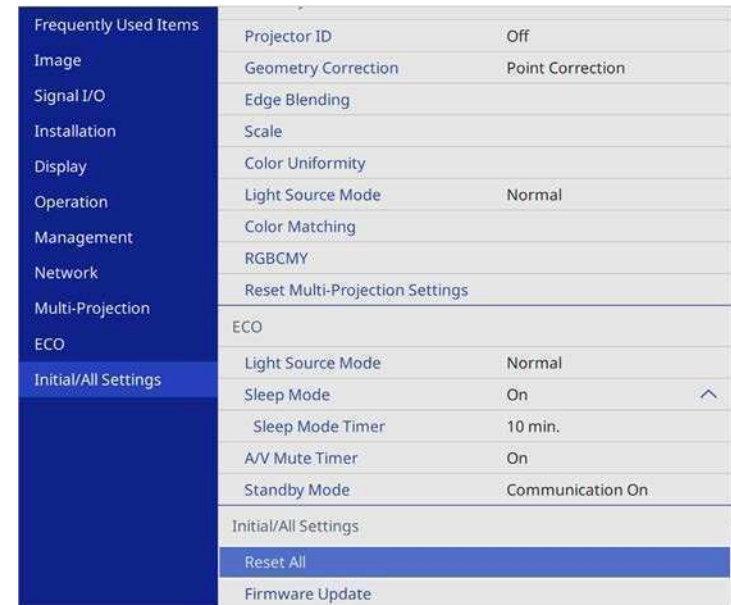 Frequently Used Items
Image
Signal I/O
Installation
Display
Operation
Management
Network
Multi-Projection
ECO
Initial/All Settings
Projector ID Off
Geometry Correction Point Correction
Edge Blending
Scale
Color Uniformity
Light Source Mode Normal
Color Matching
RGBCMY
Reset Multi-Projection Settings
ECO
Light Source Mode Normal
Sleep Mode On
Sleep Mode Timer 10 min.
A/V Mute Timer On
Standby Mode Communication On
Initial/All Settings
Reset All
Firmware Update